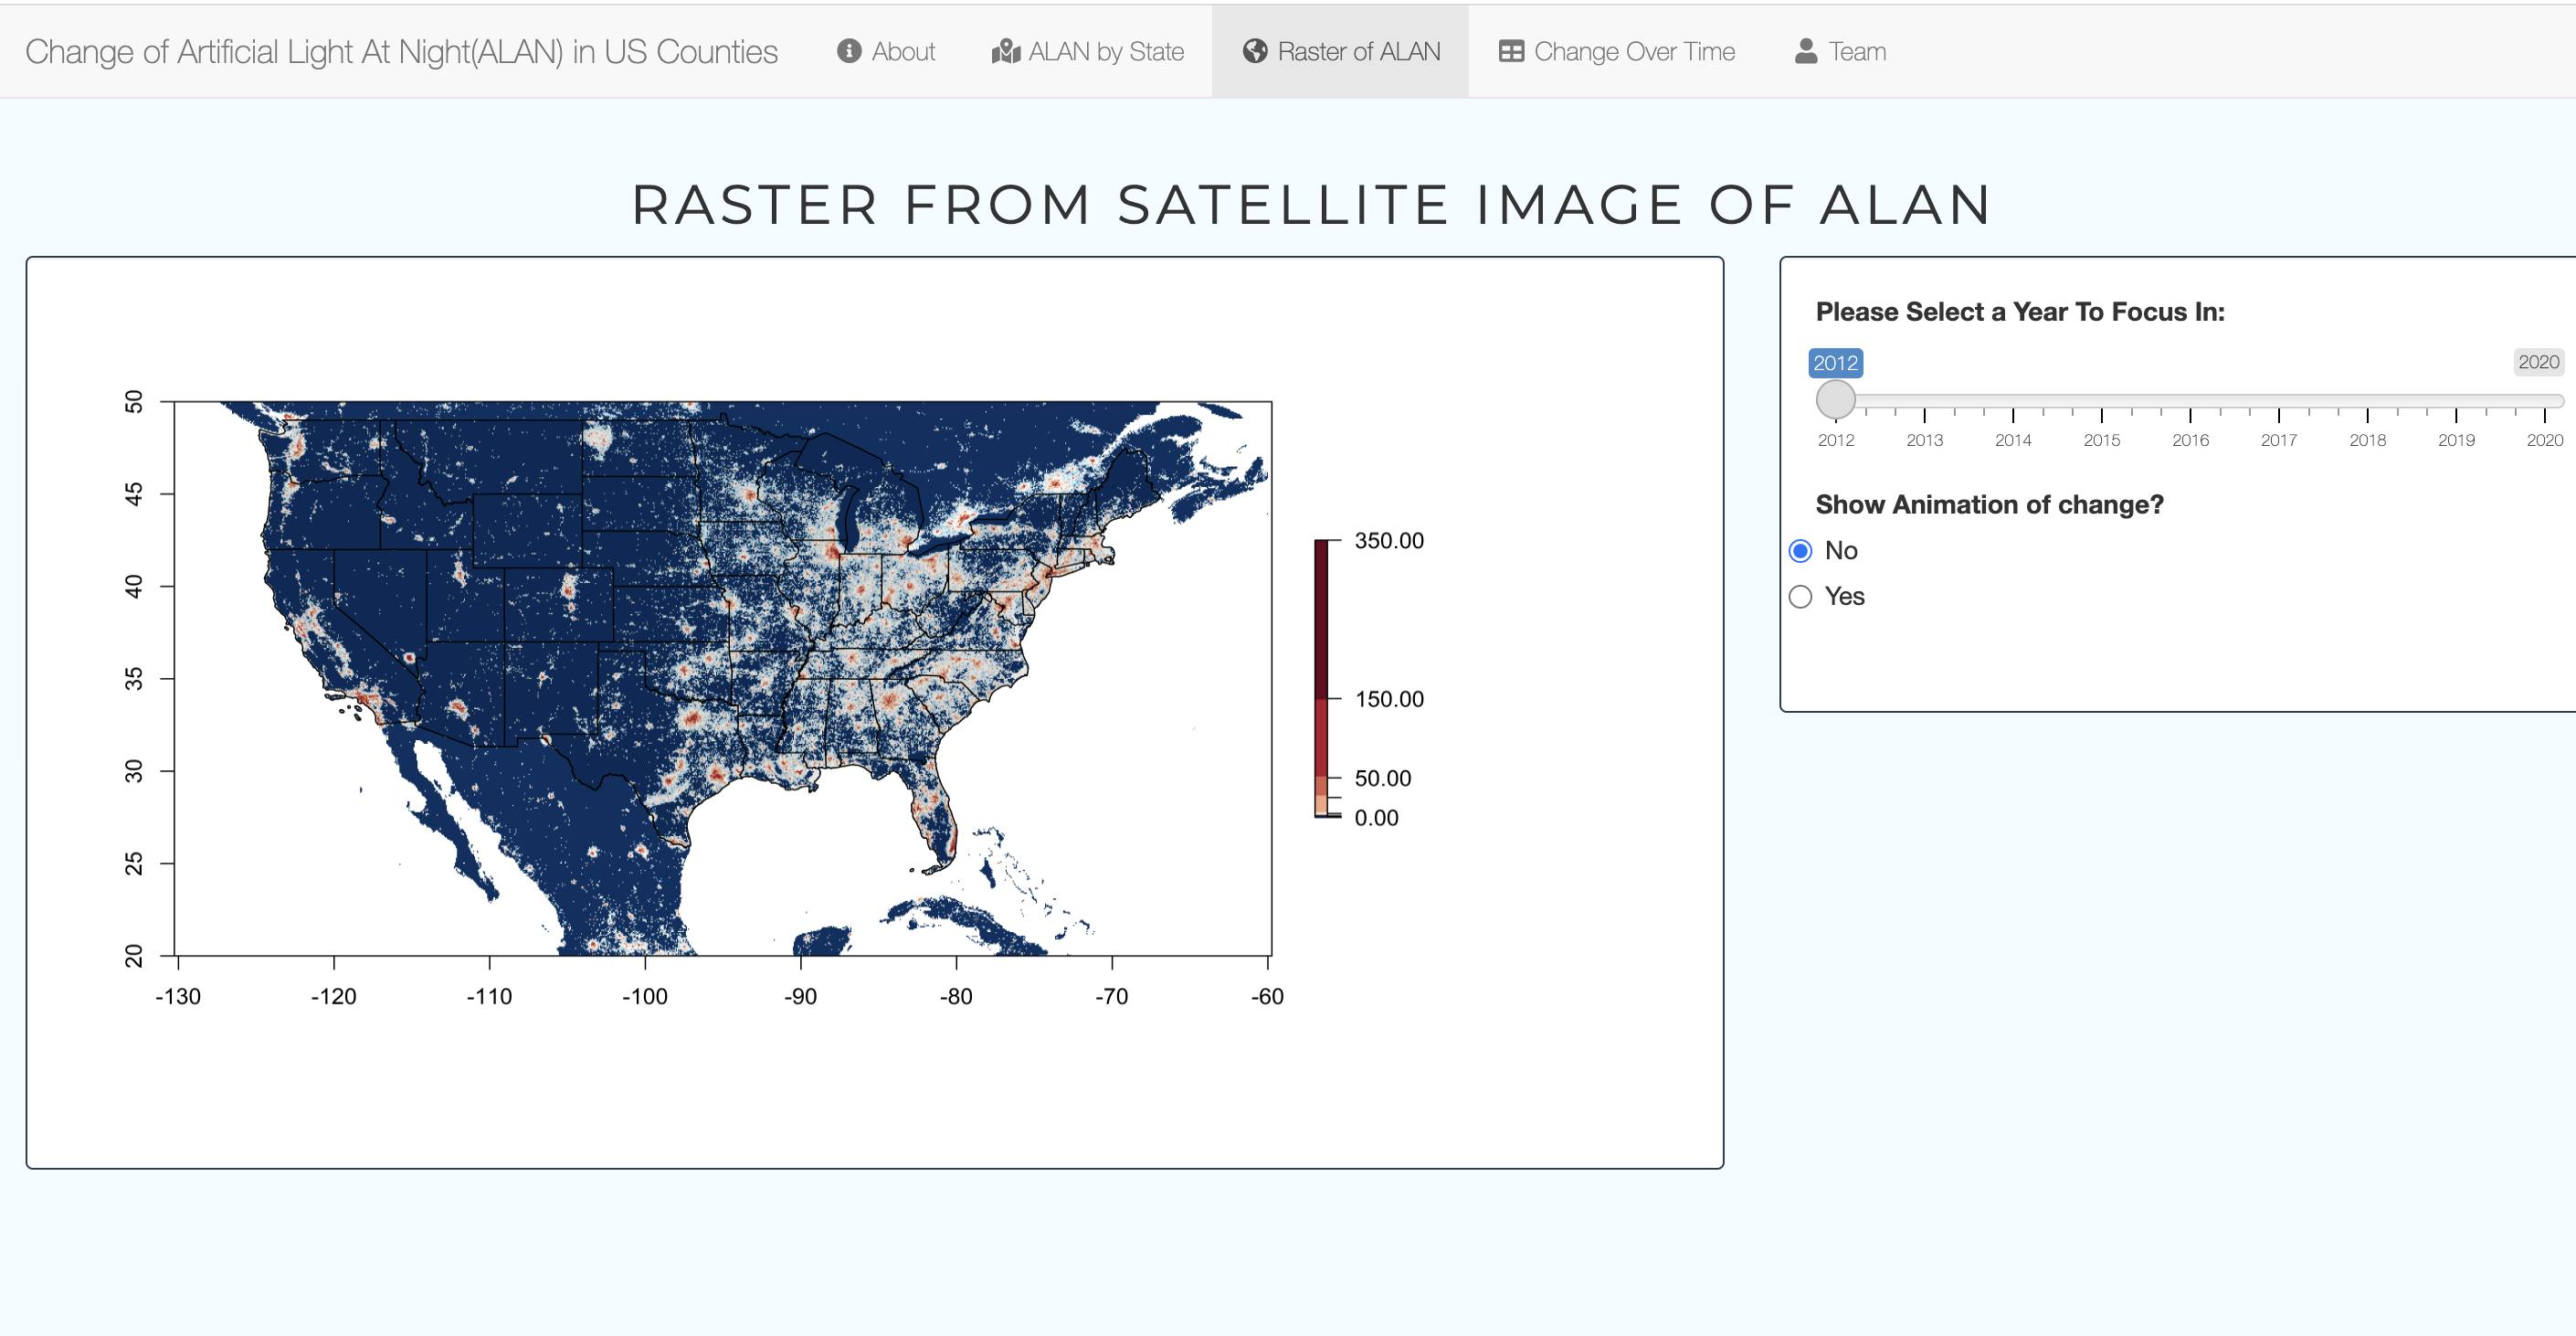 Change of Artificial Light At Night(ALAN) in US Counties
About
ALAN by State
Raster of ALAN
Change Over Time
Team
RASTER FROM SATELLITE IMAGE OF ALAN
50
45
40
35
30
25
20
-130 -120 -110 -100 -90 -80 -70 -60
350.00
150.00
50.00
0.00
Please Select a Year To Focus In:
2012 2020
2012 2013 2014 2015 2016 2017 2018 2019 2020
Show Animation of change?
No
Yes